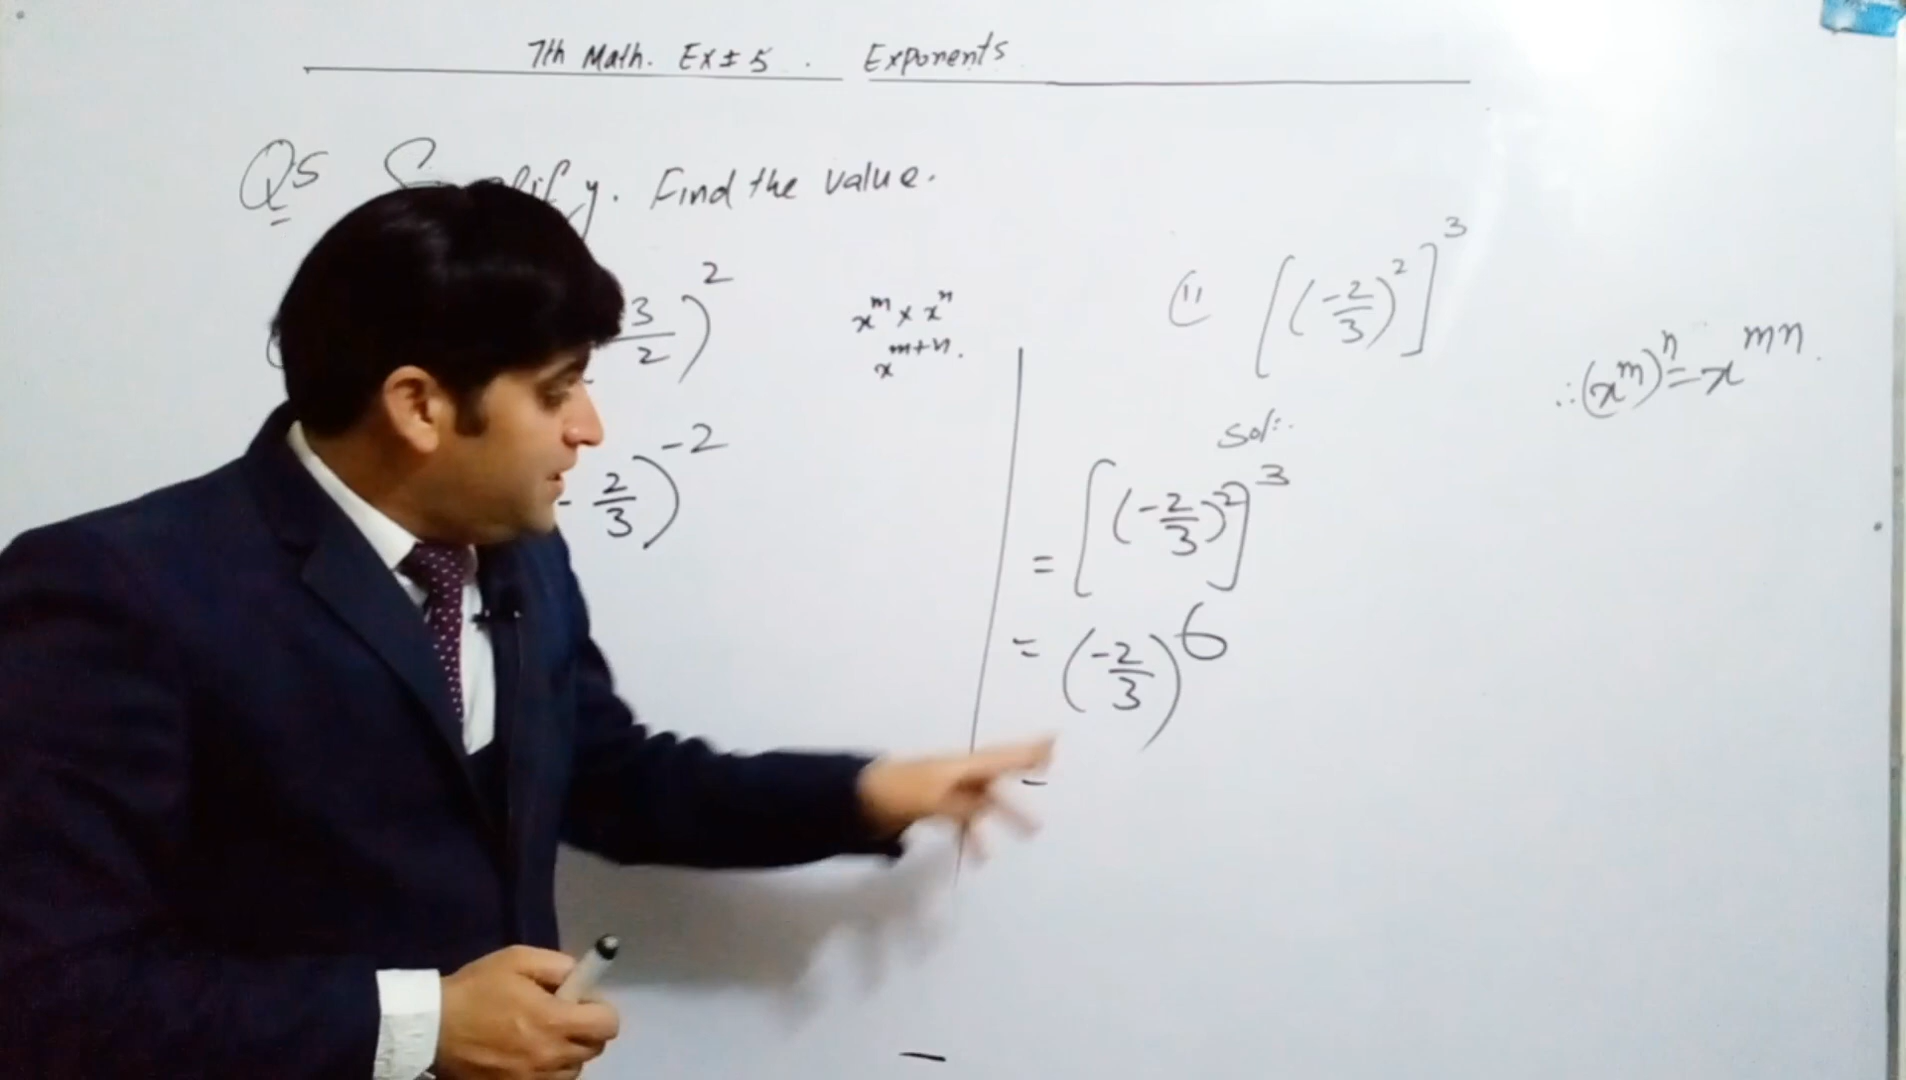 7th Math. Ex ± 5 . Exponents
Q5 Simplify. Find the value.
3/2)^2
x^m × x^n
x^{m+n}.
- 2/3)^{-2}
(ii [(-2/3)^2]^3
∴ (x^m)^n = x^{mn}.
Sol:.
= [(-2/3)^2]^3
= (-2/3)^6
-